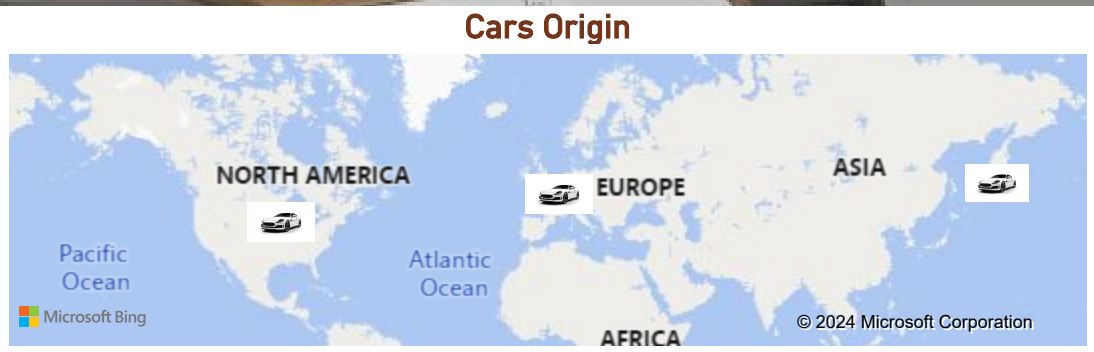 Cars Origin
NORTH AMERICA
EUROPE
ASIA
Pacific
Ocean
Atlantic
Ocean
Microsoft Bing
© 2024 Microsoft Corporation
AFRICA